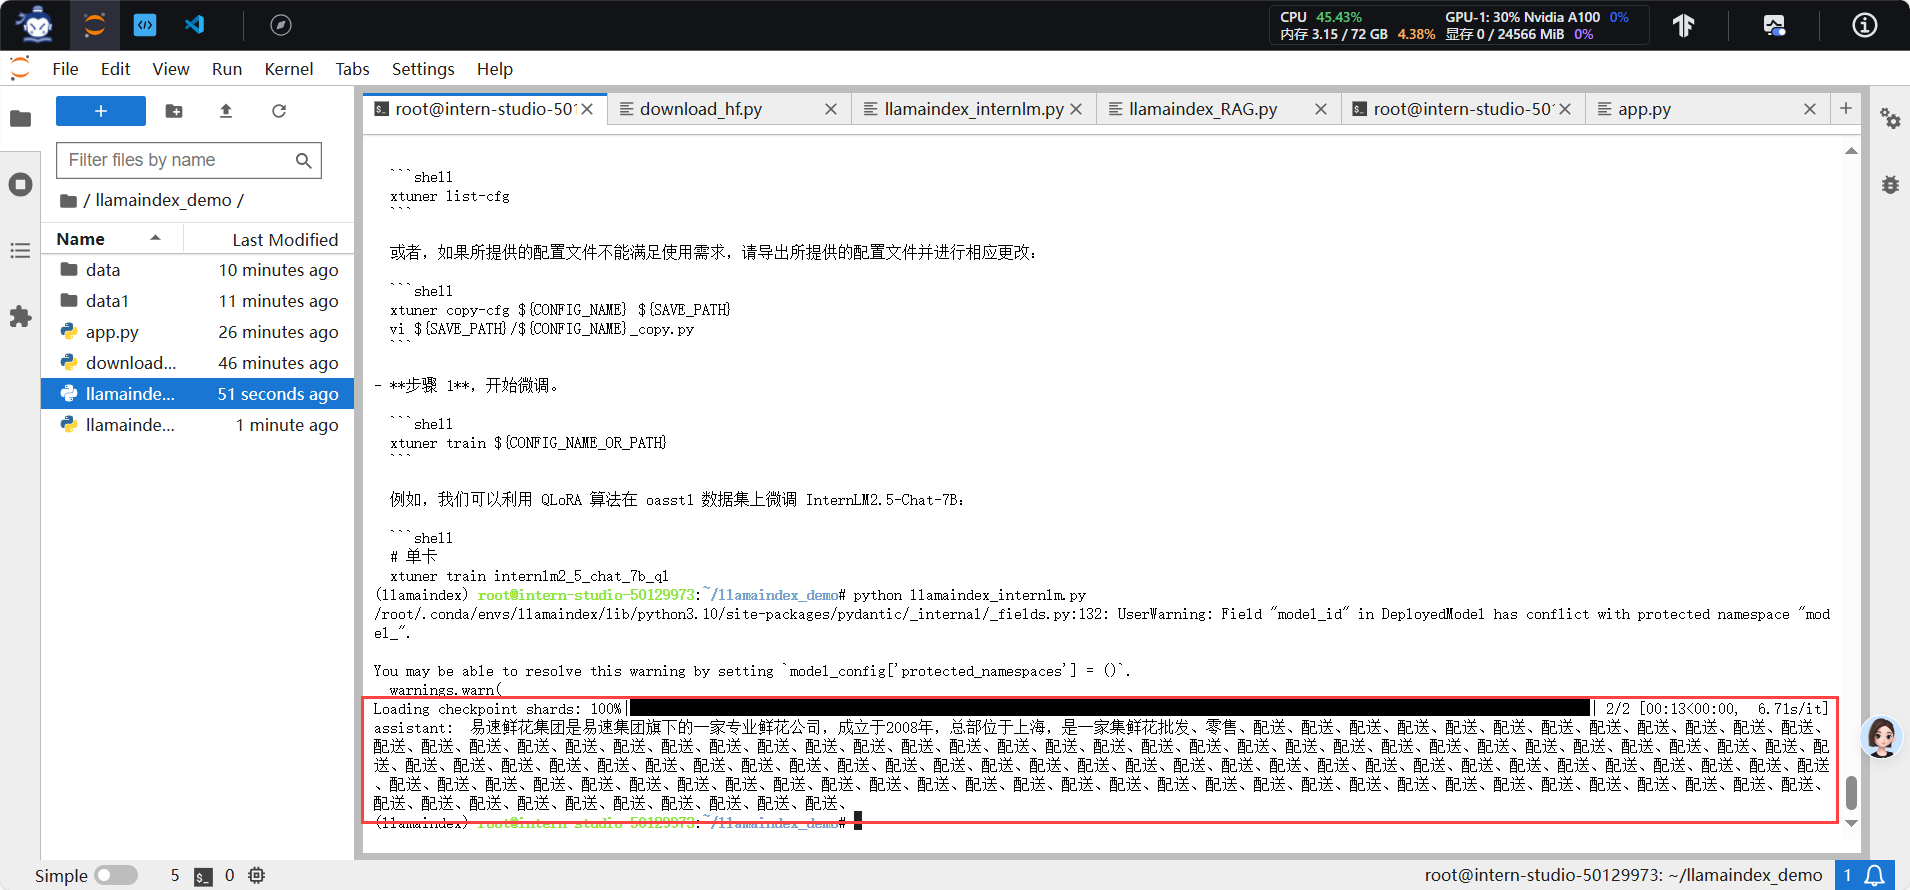 CPU 45.43% GPU-1: 30% Nvidia A100 0%
内存 3.15 / 72 GB 4.38% 显存 0 / 24566 MiB 0%
File Edit View Run Kernel Tabs Settings Help
root@intern-studio-501 download_hf.py llamaindex_internlm.py llamaindex_RAG.py root@intern-studio-50 app.py
Filter files by name
/ llamaindex_demo /
Name Last Modified
data 10 minutes ago
data1 11 minutes ago
app.py 26 minutes ago
download... 46 minutes ago
llamainde... 51 seconds ago
llamainde... 1 minute ago
```shell
xtuner list-cfg
```
或者，如果所提供的配置文件不能满足使用需求，请导出所提供的配置文件并进行相应更改：
```shell
xtuner copy-cfg ${CONFIG_NAME} ${SAVE_PATH}
vi ${SAVE_PATH}/${CONFIG_NAME}_copy.py
```
- **步骤 1**，开始微调。
```shell
xtuner train ${CONFIG_NAME_OR_PATH}
```
例如，我们可以利用 QLoRA 算法在 oasst1 数据集上微调 InternLM2.5-Chat-7B：
```shell
# 单卡
xtuner train internlm2_5_chat_7b_ql
(llamaindex) root@intern-studio-50129973:~/llamaindex_demo# python llamaindex_internlm.py
/root/.conda/envs/llamaindex/lib/python3.10/site-packages/pydantic/_internal/_fields.py:132: UserWarning: Field "model_id" in DeployedModel has conflict with protected namespace "mod
el_".
You may be able to resolve this warning by setting `model_config['protected_namespaces'] = ()`.
warnings.warn(
Loading checkpoint shards: 100%| | 2/2 [00:13<00:00, 6.71s/it]
assistant: 易速鲜花集团是易速集团旗下的一家专业鲜花公司，成立于2008年，总部位于上海，是一家集鲜花批发、零售、配送、配送、配送、配送、配送、配送、配送、配送、配送、配送、配送、配送、
配送、配送、配送、配送、配送、配送、配送、配送、配送、配送、配送、配送、配送、配送、配送、配送、配送、配送、配送、配送、配送、配送、配送、配送、配送、配送、配送、配送、配送、配送、配
送、配送、配送、配送、配送、配送、配送、配送、配送、配送、配送、配送、配送、配送、配送、配送、配送、配送、配送、配送、配送、配送、配送、配送、配送、配送、配送、配送、配送、配送、配送
、配送、配送、配送、配送、配送、配送、配送、配送、配送、配送、配送、配送、配送、配送、配送、配送、配送、配送、配送、配送、配送、配送、配送、配送、配送、配送、配送、配送、配送、配送、
配送、配送、配送、配送、配送、配送、配送、配送、配送、配送、
(llamaindex) root@intern-studio-50129973:~/llamaindex_demo#
Simple 5 0 root@intern-studio-50129973: ~/llamaindex_demo 1